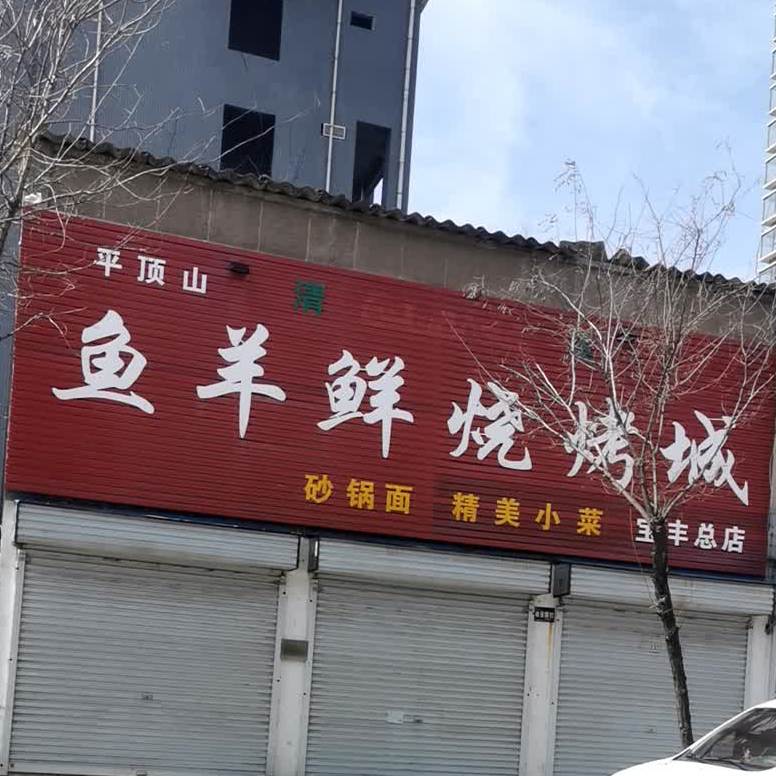 平顶山
清
鱼羊鲜烧烤城
砂锅面 精美小菜 宝丰总店